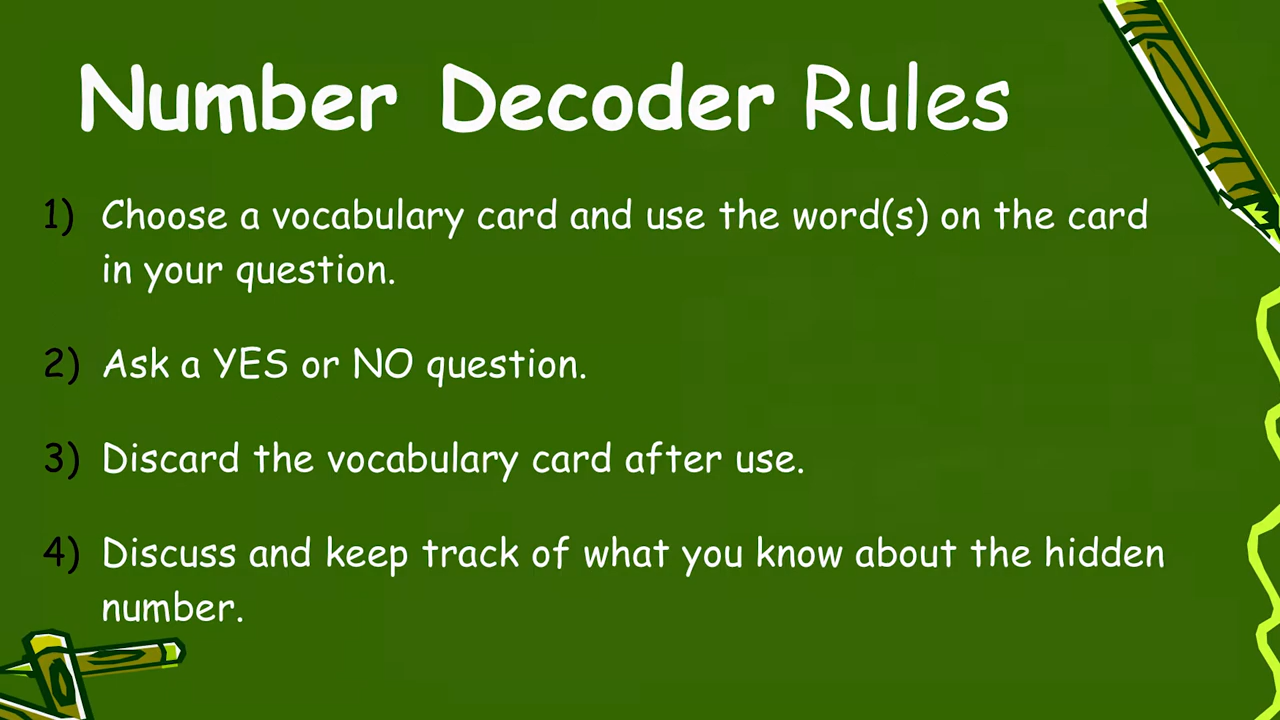 Number Decoder Rules
1) Choose a vocabulary card and use the word(s) on the card
in your question.
2) Ask a YES or NO question.
3) Discard the vocabulary card after use.
4) Discuss and keep track of what you know about the hidden
number.